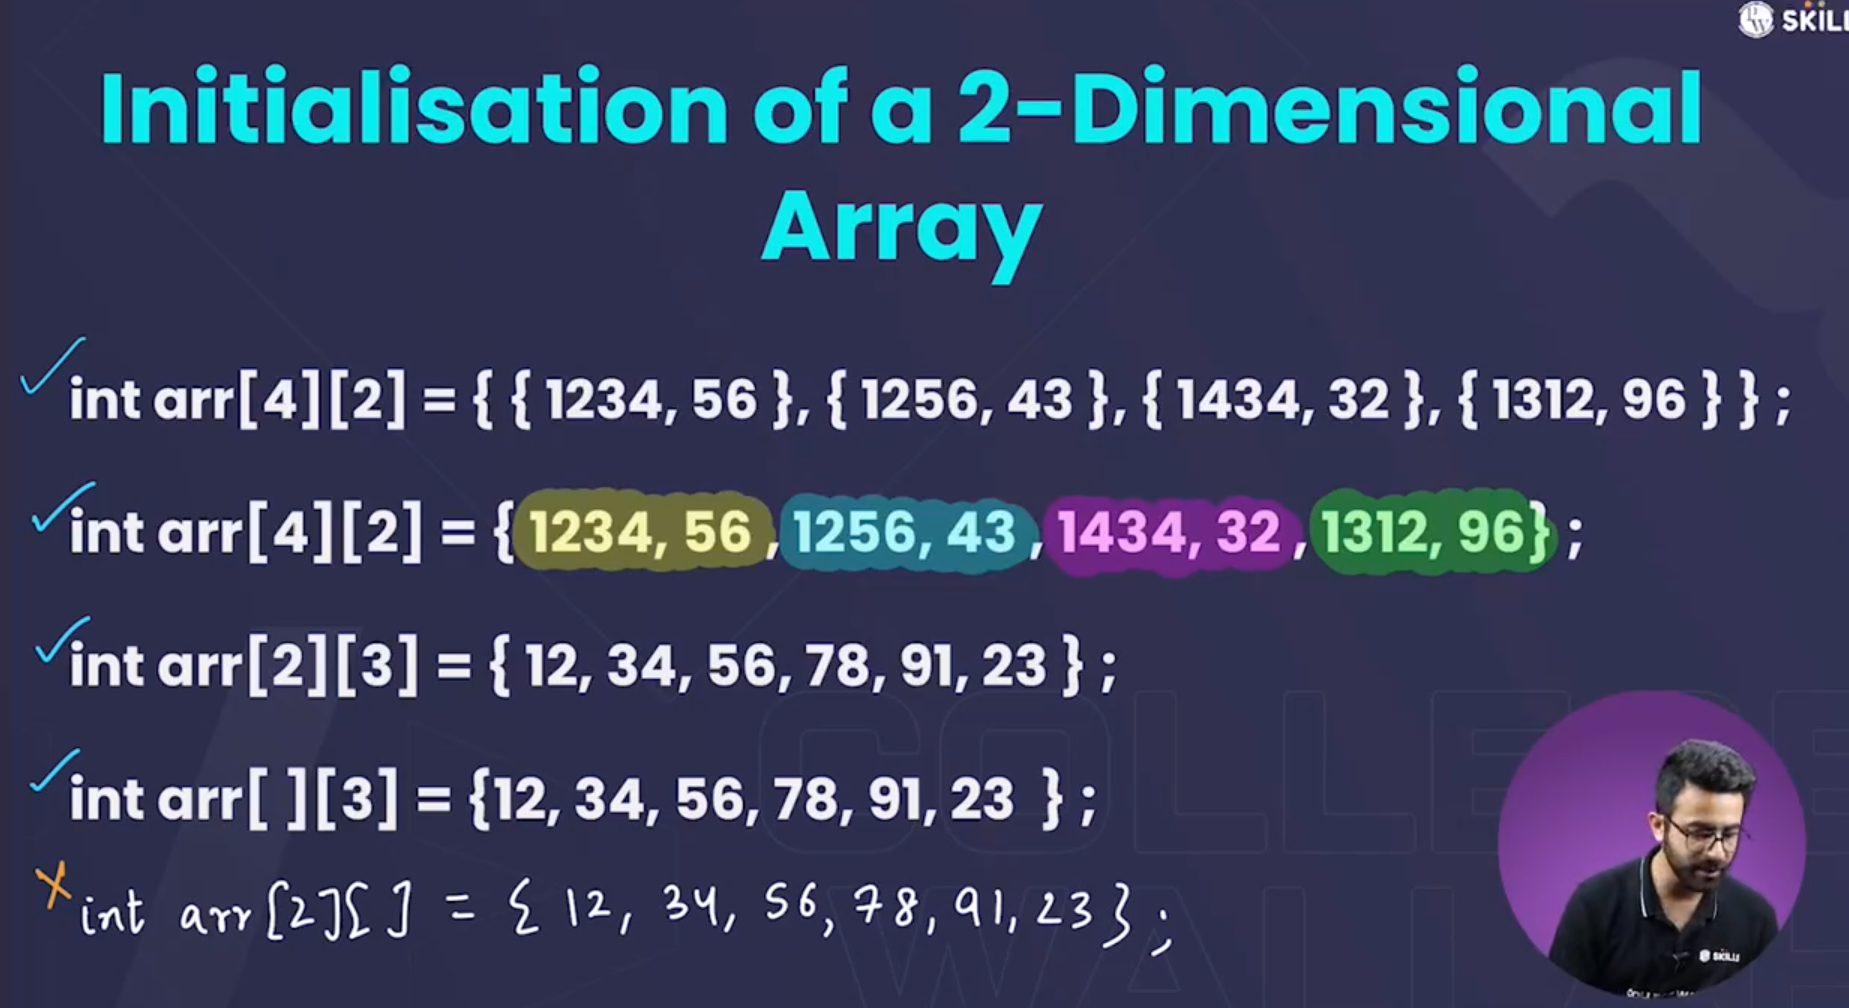 SKILL
Initialisation of a 2-Dimensional
Array
int arr[4][2] = { { 1234, 56 }, { 1256, 43 }, { 1434, 32 }, { 1312, 96 } } ;
int arr[4][2] = { 1234, 56 , 1256, 43 , 1434, 32 , 1312, 96} ;
int arr[2][3] = { 12, 34, 56, 78, 91, 23 } ;
int arr[ ][3] = {12, 34, 56, 78, 91, 23 } ;
int arr[2][ ] = { 12, 34, 56, 78, 91, 23 } ;
COLLEGE
WALLAH
SKILLS